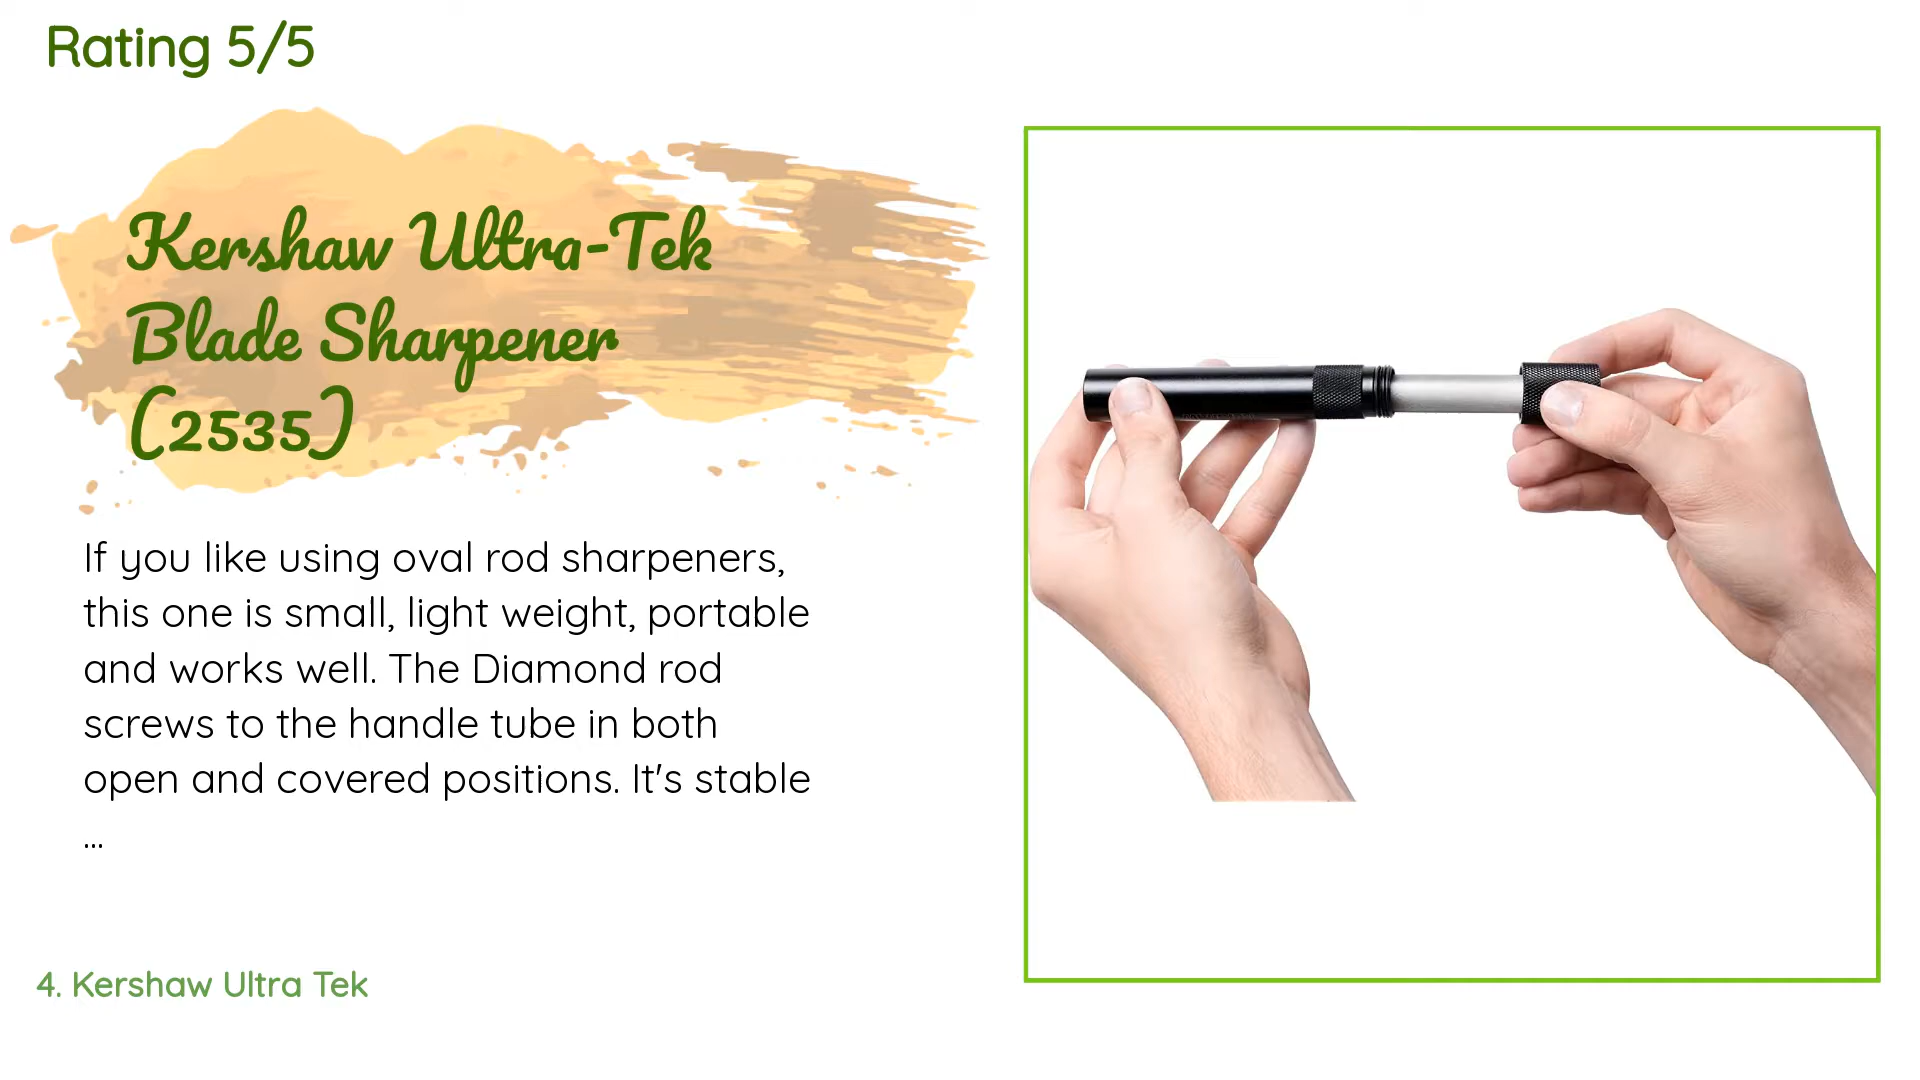 Rating 5/5
Kershaw Ultra-Tek
Blade Sharpener
(2535)
If you like using oval rod sharpeners,
this one is small, light weight, portable
and works well. The Diamond rod
screws to the handle tube in both
open and covered positions. It's stable
...
4. Kershaw Ultra Tek